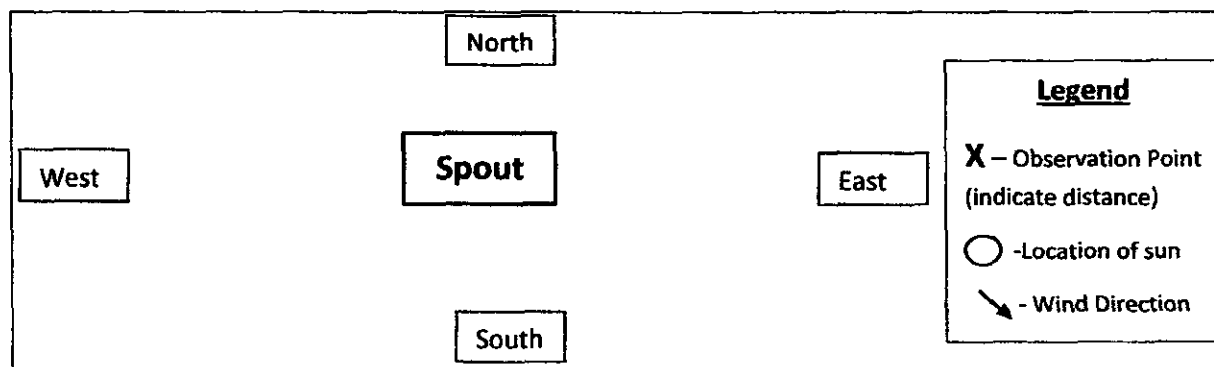 North
Legend
West
Spout
East
X – Observation Point
(indicate distance)
-Location of sun
- Wind Direction
South